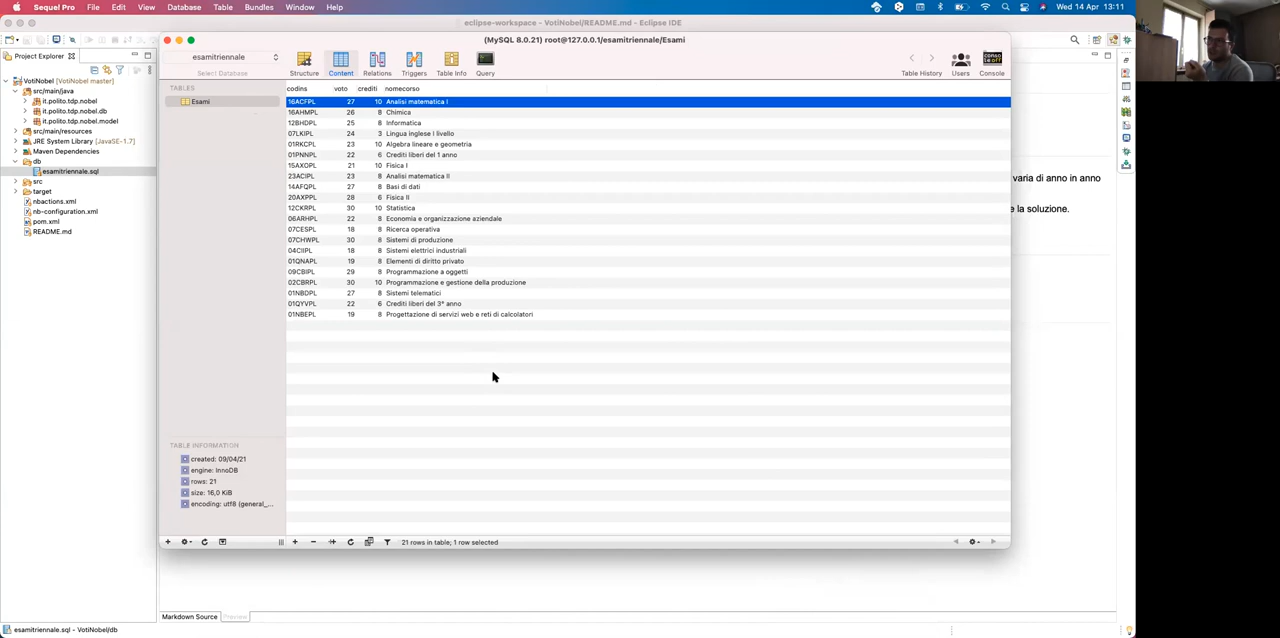 Sequel Pro File Edit View Database Table Bundles Window Help Wed 14 Apr 13:11
eclipse-workspace - VotiNobel/README.md - Eclipse IDE
(MySQL 8.0.21) root@127.0.0.1/esamitriennale/Esami
Project Explorer
esamitriennale
Select Database
Structure Content Relations Triggers Table Info Query
Table History Users Console
VotiNobel [VotiNobel master]
src/main/java
it.polito.tdp.nobel
it.polito.tdp.nobel.db
it.polito.tdp.nobel.model
src/main/resources
JRE System Library [JavaSE-1.7]
Maven Dependencies
db
esamitriennale.sql
src
target
nbactions.xml
nb-configuration.xml
pom.xml
README.md
TABLES
Esami
codins voto crediti nomecorso
16ACFPL 27 10 Analisi matematica I
16AHMPL 26 8 Chimica
12BHDPL 25 8 Informatica
07LKIPL 24 3 Lingua inglese I livello
01RKCPL 23 10 Algebra lineare e geometria
01PNNPL 22 6 Crediti liberi del 1 anno
15AXOPL 21 10 Fisica I
23ACIPL 23 8 Analisi matematica II
14AFQPL 27 8 Basi di dati
20AXPPL 28 6 Fisica II
12CKRPL 30 10 Statistica
06ARHPL 22 8 Economia e organizzazione aziendale
07CESPL 18 8 Ricerca operativa
07CHWPL 30 8 Sistemi di produzione
04CIIPL 18 8 Sistemi elettrici industriali
01QNAPL 19 8 Elementi di diritto privato
09CBIPL 29 8 Programmazione a oggetti
02CBRPL 30 10 Programmazione e gestione della produzione
01NBDPL 27 8 Sistemi telematici
01QYVPL 22 6 Crediti liberi del 3° anno
01NBEPL 19 8 Progettazione di servizi web e reti di calcolatori
varia di anno in anno
e la soluzione.
TABLE INFORMATION
created: 09/04/21
engine: InnoDB
rows: 21
size: 16,0 KiB
encoding: utf8 (general_...
21 rows in table; 1 row selected
Markdown Source Preview
esamitriennale.sql - VotiNobel/db